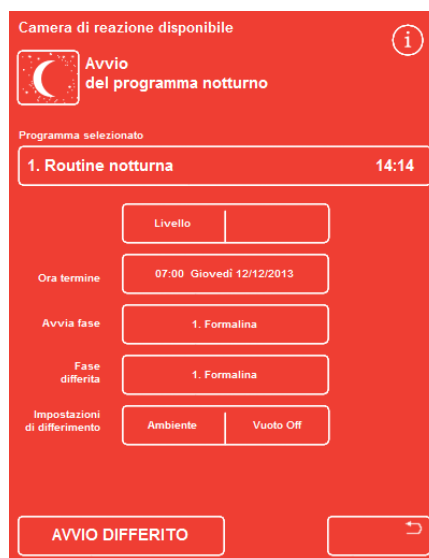 Camera di reazione disponibile
i
Avvio
del programma notturno
Programma selezionato
1. Routine notturna 14:14
Livello
Ora termine 07:00 Giovedì 12/12/2013
Avvia fase 1. Formalina
Fase
differita 1. Formalina
Impostazioni
di differimento Ambiente Vuoto Off
AVVIO DIFFERITO